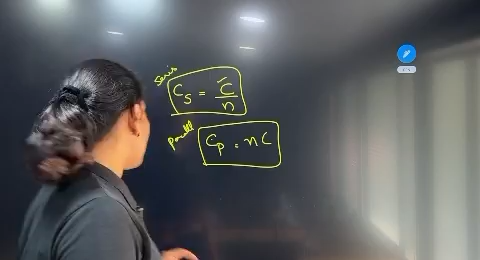 series
Cs = C/n
parallel
Cp = nC